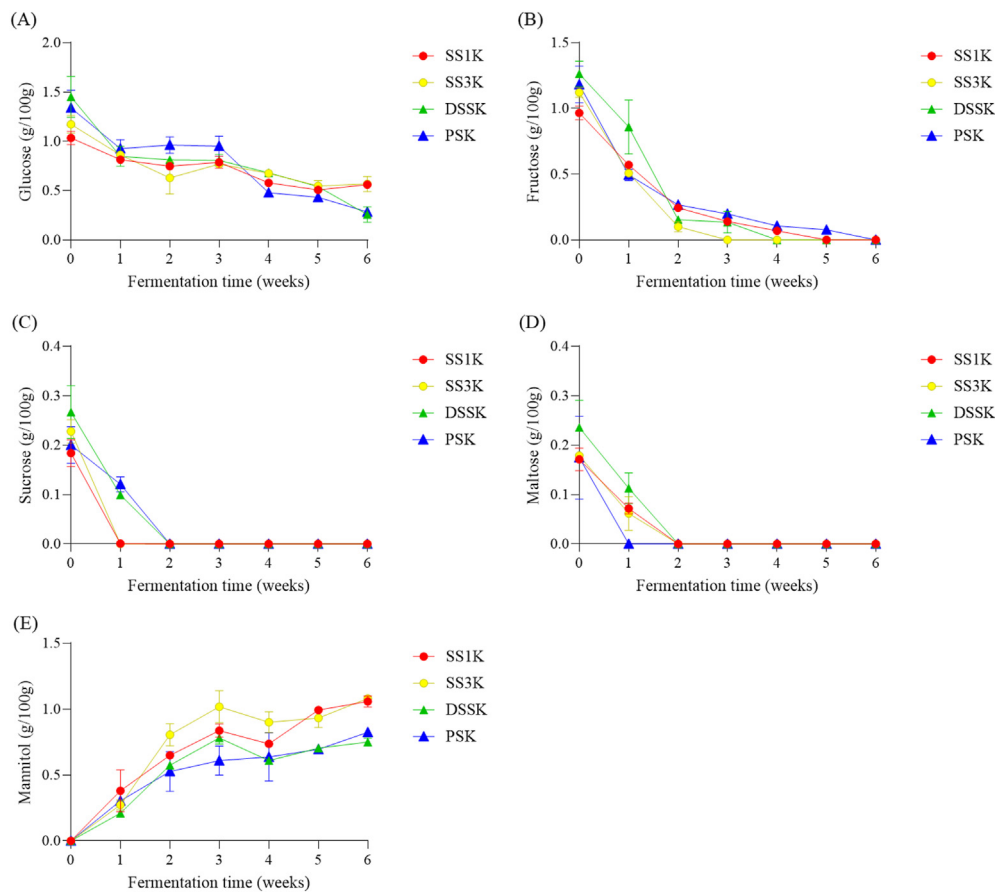 (A)
Glucose (g/100g)
2.0
1.5
1.0
0.5
0.0
0 1 2 3 4 5 6
Fermentation time (weeks)
SS1K
SS3K
DSSK
PSK
(B)
Fructose (g/100g)
1.5
1.0
0.5
0.0
0 1 2 3 4 5 6
Fermentation time (weeks)
SS1K
SS3K
DSSK
PSK
(C)
Sucrose (g/100g)
0.4
0.3
0.2
0.1
0.0
0 1 2 3 4 5 6
Fermentation time (weeks)
SS1K
SS3K
DSSK
PSK
(D)
Maltose (g/100g)
0.4
0.3
0.2
0.1
0.0
0 1 2 3 4 5 6
Fermentation time (weeks)
SS1K
SS3K
DSSK
PSK
(E)
Mannitol (g/100g)
1.5
1.0
0.5
0.0
0 1 2 3 4 5 6
Fermentation time (weeks)
SS1K
SS3K
DSSK
PSK